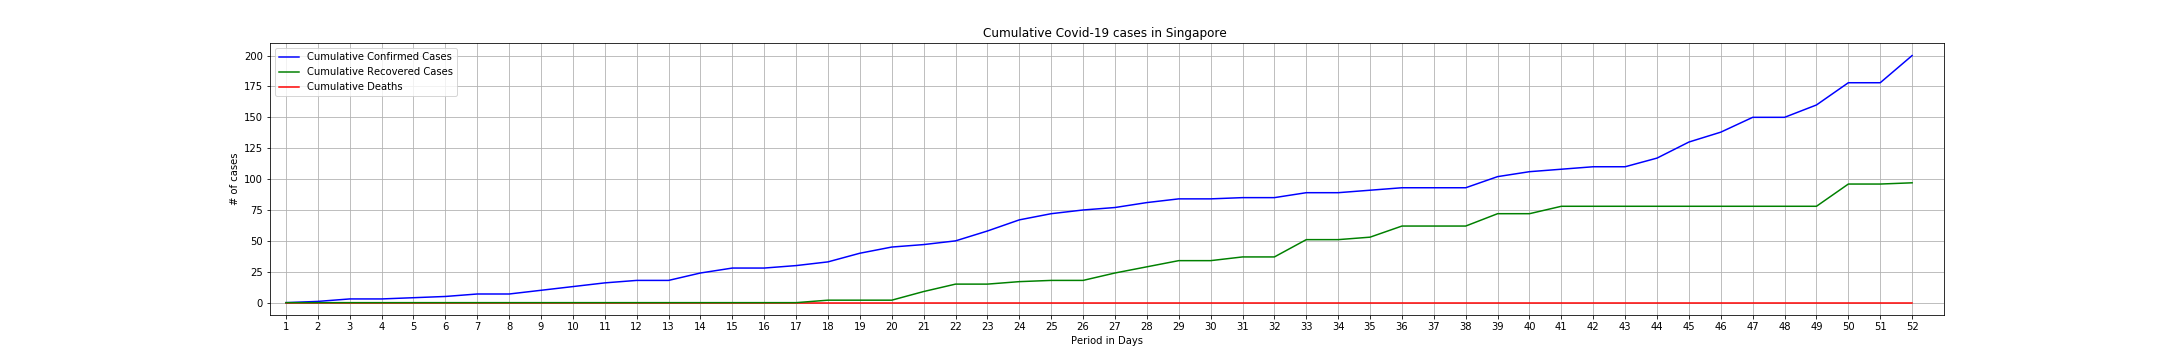 Cumulative Covid-19 cases in Singapore
Cumulative Confirmed Cases
Cumulative Recovered Cases
Cumulative Deaths
200
175
150
125
100
75
50
25
0
# of cases
1 2 3 4 5 6 7 8 9 10 11 12 13 14 15 16 17 18 19 20 21 22 23 24 25 26 27 28 29 30 31 32 33 34 35 36 37 38 39 40 41 42 43 44 45 46 47 48 49 50 51 52
Period in Days